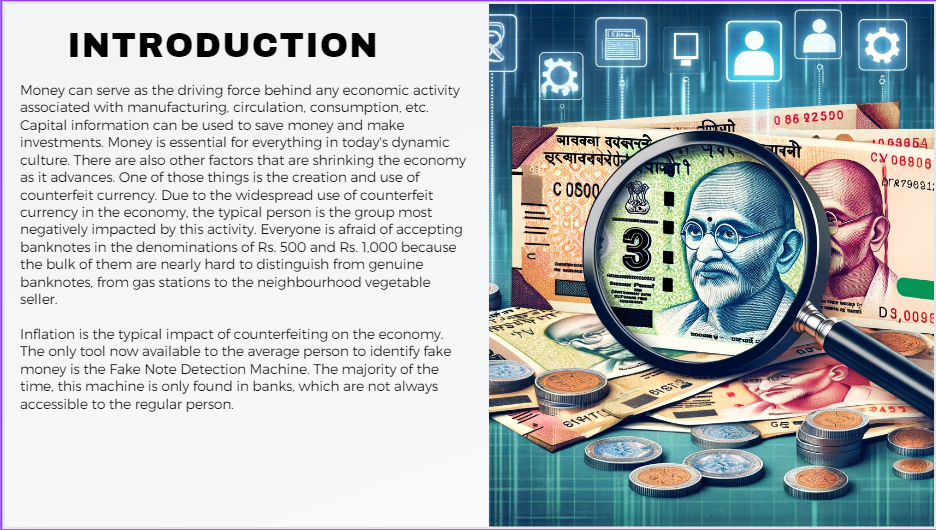 INTRODUCTION
Money can serve as the driving force behind any economic activity
associated with manufacturing, circulation, consumption, etc.
Capital information can be used to save money and make
investments. Money is essential for everything in today's dynamic
culture. There are also other factors that are shrinking the economy
as it advances. One of those things is the creation and use of
counterfeit currency. Due to the widespread use of counterfeit
currency in the economy, the typical person is the group most
negatively impacted by this activity. Everyone is afraid of accepting
banknotes in the denominations of Rs. 500 and Rs. 1,000 because
the bulk of them are nearly hard to distinguish from genuine
banknotes, from gas stations to the neighbourhood vegetable
seller.
Inflation is the typical impact of counterfeiting on the economy.
The only tool now available to the average person to identify fake
money is the Fake Note Detection Machine. The majority of the
time, this machine is only found in banks, which are not always
accessible to the regular person.
0 86 22500
C 0800
3